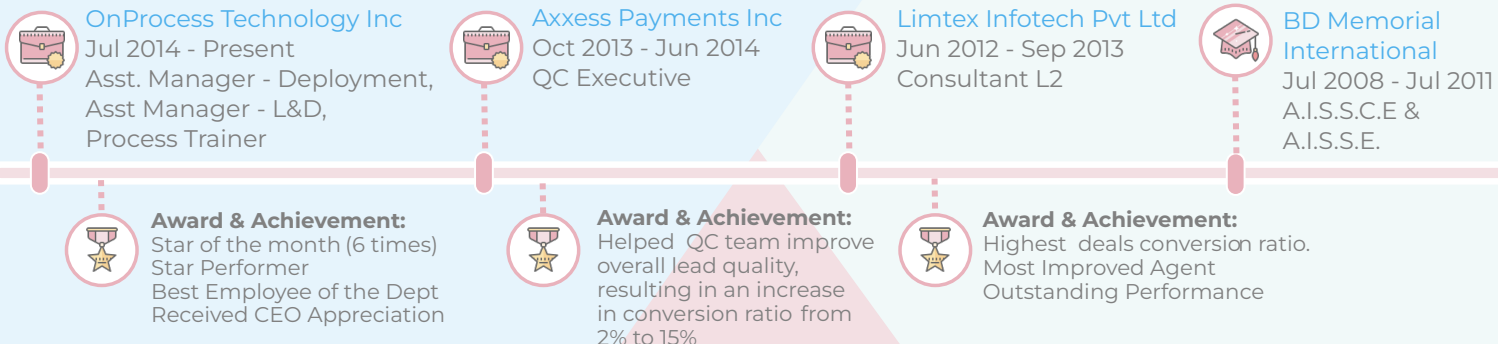 OnProcess Technology Inc
Jul 2014 - Present
Asst. Manager - Deployment,
Asst Manager - L&D,
Process Trainer
Axxess Payments Inc
Oct 2013 - Jun 2014
QC Executive
Limtex Infotech Pvt Ltd
Jun 2012 - Sep 2013
Consultant L2
BD Memorial
International
Jul 2008 - Jul 2011
A.I.S.S.C.E &
A.I.S.S.E.
Award & Achievement:
Star of the month (6 times)
Star Performer
Best Employee of the Dept
Received CEO Appreciation
Award & Achievement:
Helped QC team improve
overall lead quality,
resulting in an increase
in conversion ratio from
2% to 15%
Award & Achievement:
Highest deals conversion ratio.
Most Improved Agent
Outstanding Performance